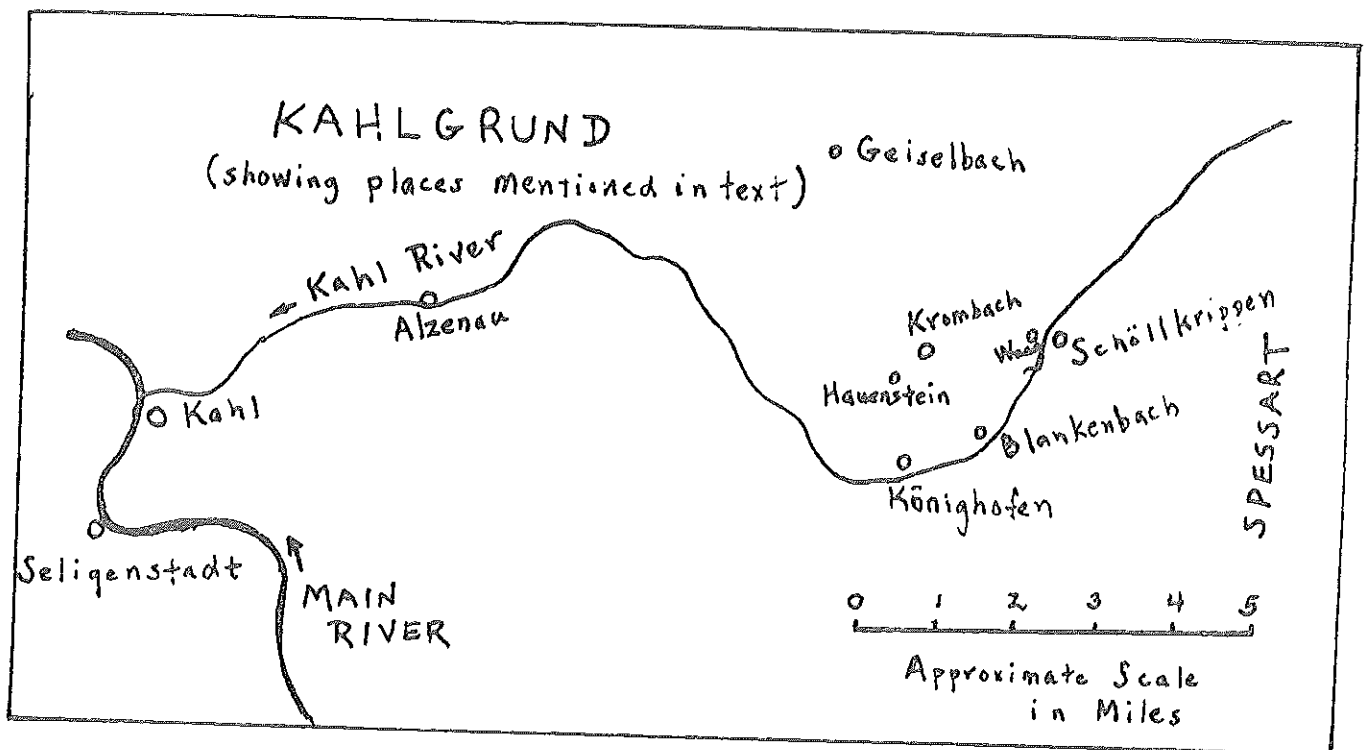 KAHLGRUND
(showing places mentioned in text)
Geiselbach
← Kahl River
Alzenau
Krombach
Schöllkrippen
Hauenstein
Kahl
Blankenbach
Könighofen
SPESSART
Seligenstadt
MAIN
RIVER
0 1 2 3 4 5
Approximate Scale
in Miles